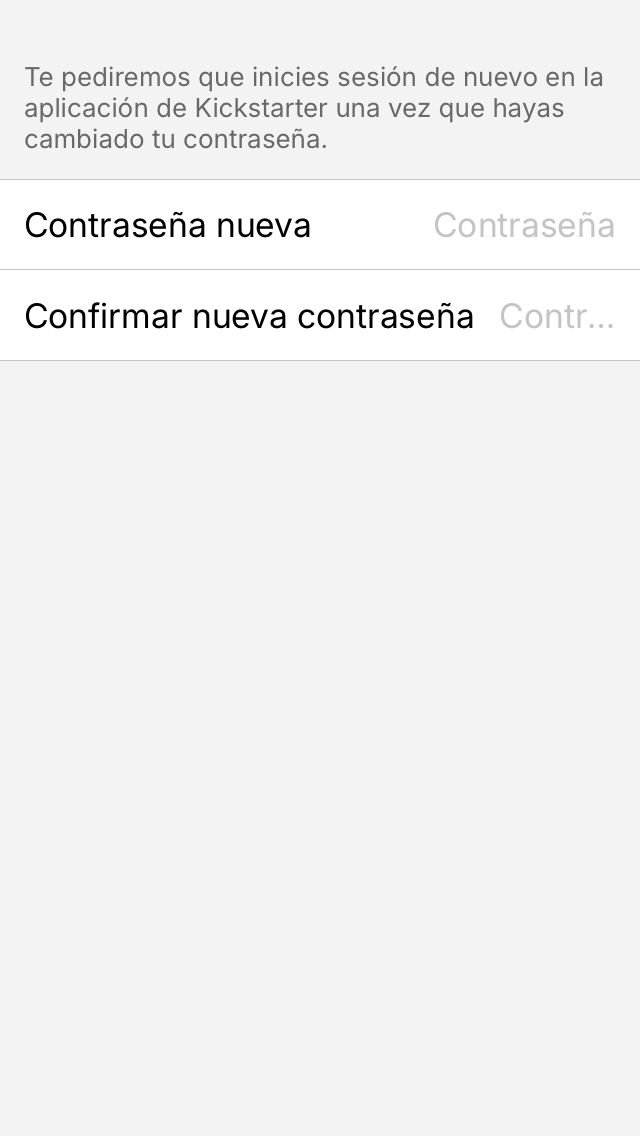 Te pediremos que inicies sesión de nuevo en la
aplicación de Kickstarter una vez que hayas
cambiado tu contraseña.
Contraseña nueva Contraseña
Confirmar nueva contraseña Contr...